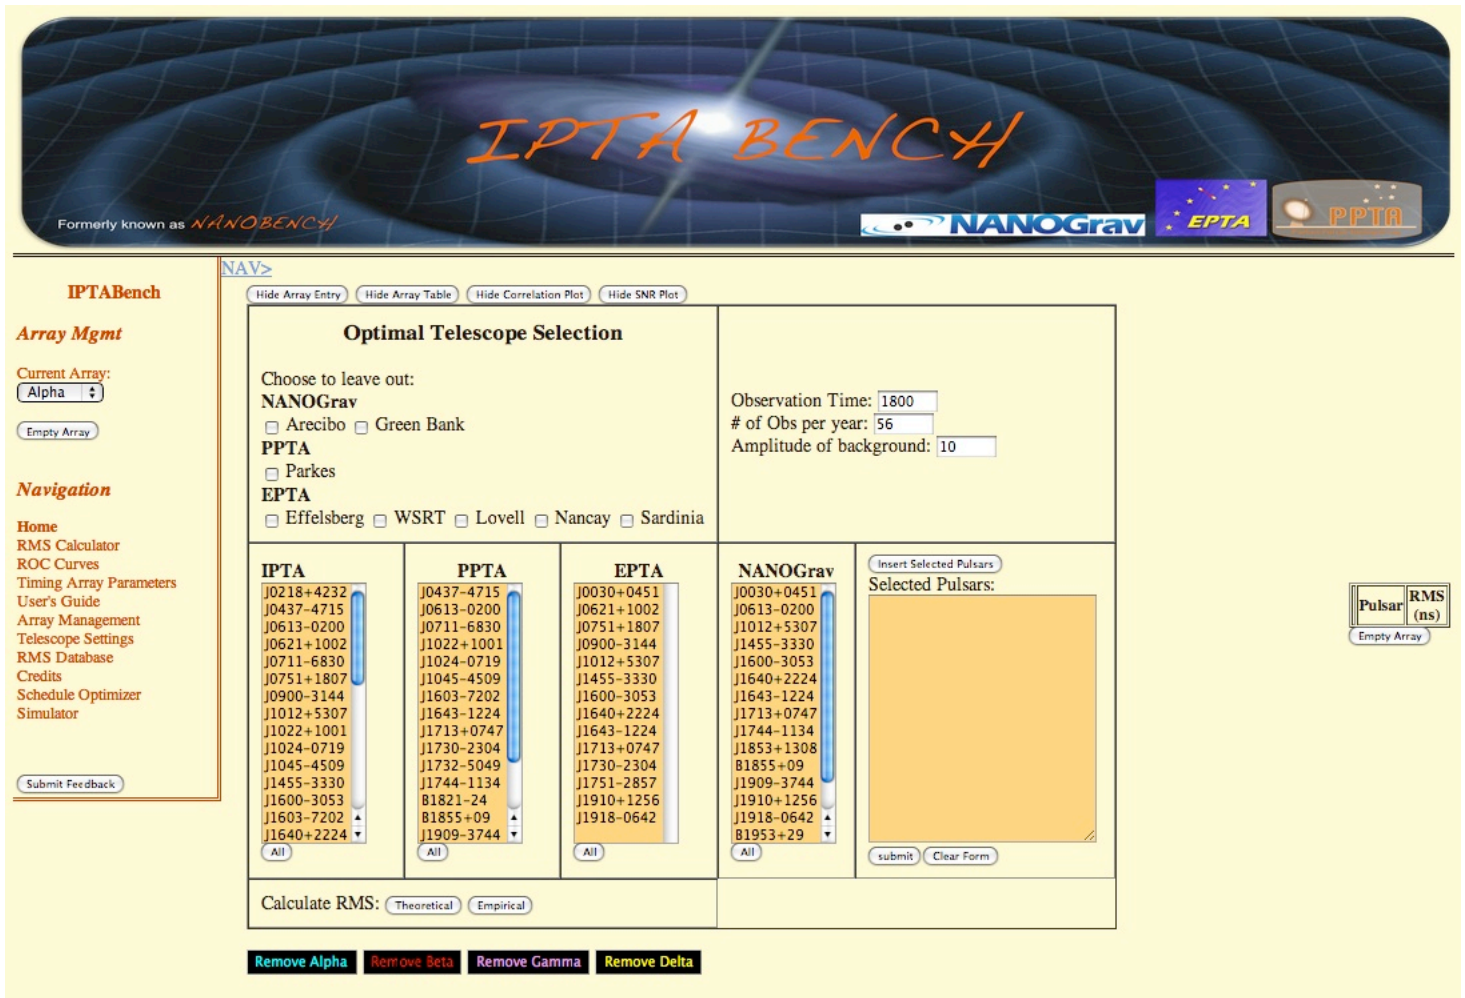 IPTA BENCH
Formerly known as NANOBENCH
NANOGrav
EPTA
PPTA
IPTABench
Array Mgmt
Current Array:
Alpha
Empty Array
Navigation
Home
RMS Calculator
ROC Curves
Timing Array Parameters
User's Guide
Array Management
Telescope Settings
RMS Database
Credits
Schedule Optimizer
Simulator
Submit Feedback
NAV>
Hide Array Entry Hide Array Table Hide Correlation Plot Hide SNR Plot
Optimal Telescope Selection
Choose to leave out:
NANOGrav
Arecibo Green Bank
PPTA
Parkes
EPTA
Effelsberg WSRT Lovell Nancay Sardinia
Observation Time: 1800
# of Obs per year: 56
Amplitude of background: 10
IPTA
J0218+4232
J0437-4715
J0613-0200
J0621+1002
J0711-6830
J0751+1807
J0900-3144
J1012+5307
J1022+1001
J1024-0719
J1045-4509
J1455-3330
J1600-3053
J1603-7202
J1640+2224
All
PPTA
J0437-4715
J0613-0200
J0711-6830
J1022+1001
J1024-0719
J1045-4509
J1603-7202
J1643-1224
J1713+0747
J1730-2304
J1732-5049
J1744-1134
B1821-24
B1855+09
J1909-3744
All
EPTA
J0030+0451
J0621+1002
J0751+1807
J0900-3144
J1012+5307
J1455-3330
J1600-3053
J1640+2224
J1643-1224
J1713+0747
J1730-2304
J1751-2857
J1910+1256
J1918-0642
All
NANOGrav
J0030+0451
J0613-0200
J1012+5307
J1455-3330
J1600-3053
J1640+2224
J1643-1224
J1713+0747
J1744-1134
J1853+1308
B1855+09
J1909-3744
J1910+1256
J1918-0642
B1953+29
All
Insert Selected Pulsars
Selected Pulsars:
submit Clear Form
Calculate RMS: Theoretical Empirical
Remove Alpha Remove Beta Remove Gamma Remove Delta
Pulsar RMS
(ns)
Empty Array